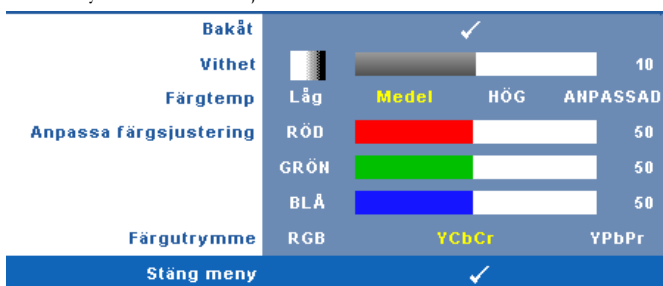 Bakåt
Vithet 10
Färgtemp Låg Medel HÖG ANPASSAD
Anpassa färgsjustering RÖD 50
GRÖN 50
BLÅ 50
Färgutrymme RGB YCbCr YPbPr
Stäng meny